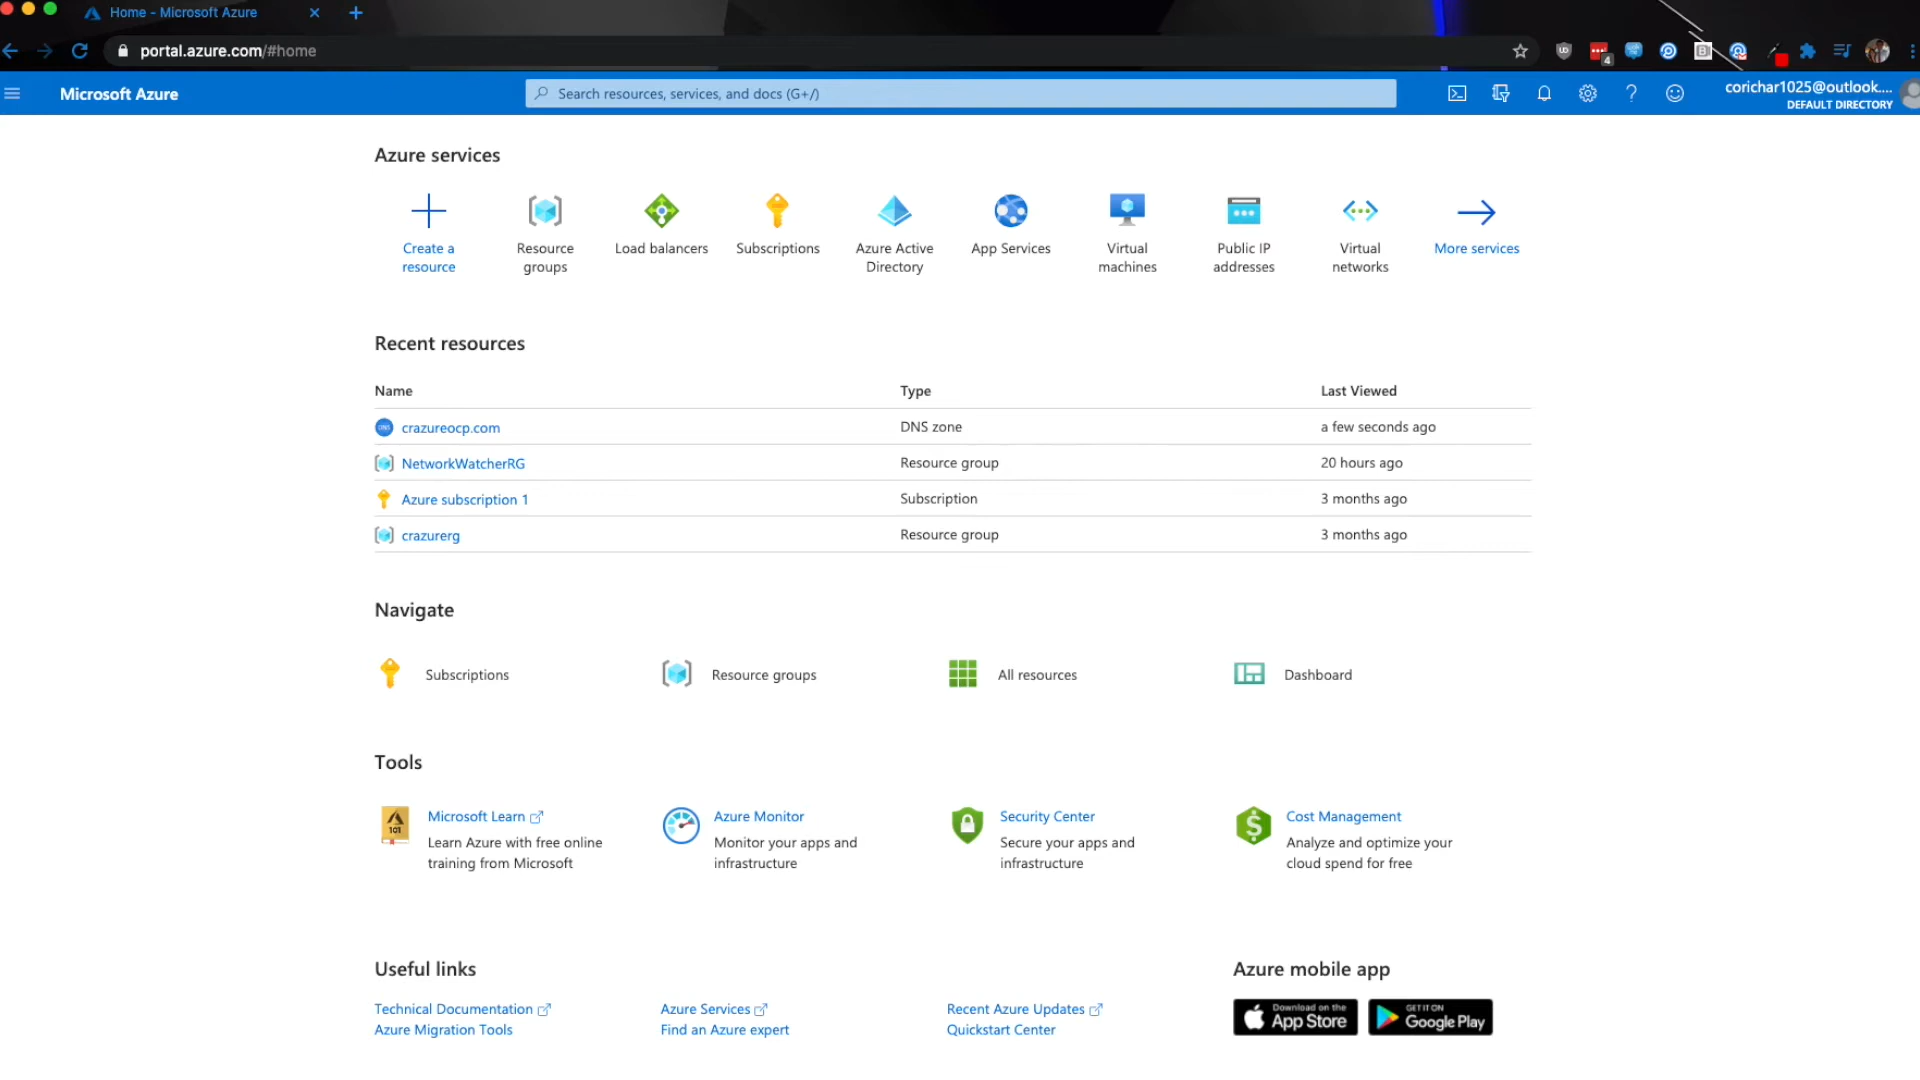 Home - Microsoft Azure
portal.azure.com/#home
4
Microsoft Azure
Search resources, services, and docs (G+/)
corichar1025@outlook....
DEFAULT DIRECTORY
Azure services
Create a resource
Resource groups
Load balancers
Subscriptions
Azure Active Directory
App Services
Virtual machines
Public IP addresses
Virtual networks
More services
Recent resources
Name Type Last Viewed
crazureocp.com DNS zone a few seconds ago
NetworkWatcherRG Resource group 20 hours ago
Azure subscription 1 Subscription 3 months ago
crazurerg Resource group 3 months ago
Navigate
Subscriptions Resource groups All resources Dashboard
Tools
101
Microsoft Learn
Learn Azure with free online
training from Microsoft
Azure Monitor
Monitor your apps and
infrastructure
Security Center
Secure your apps and
infrastructure
Cost Management
Analyze and optimize your
cloud spend for free
Useful links
Technical Documentation
Azure Migration Tools
Azure Services
Find an Azure expert
Recent Azure Updates
Quickstart Center
Azure mobile app
Download on the
App Store
GET IT ON
Google Play